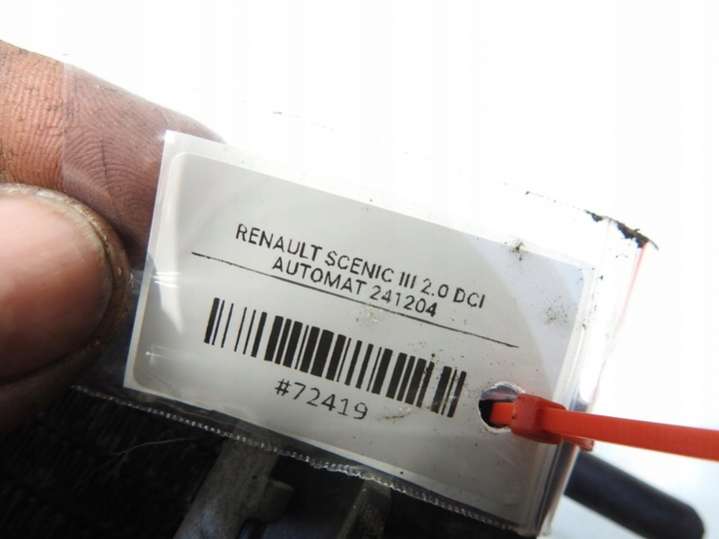 RENAULT SCENIC III 2.0 DCI
AUTOMAT 241204
#72419